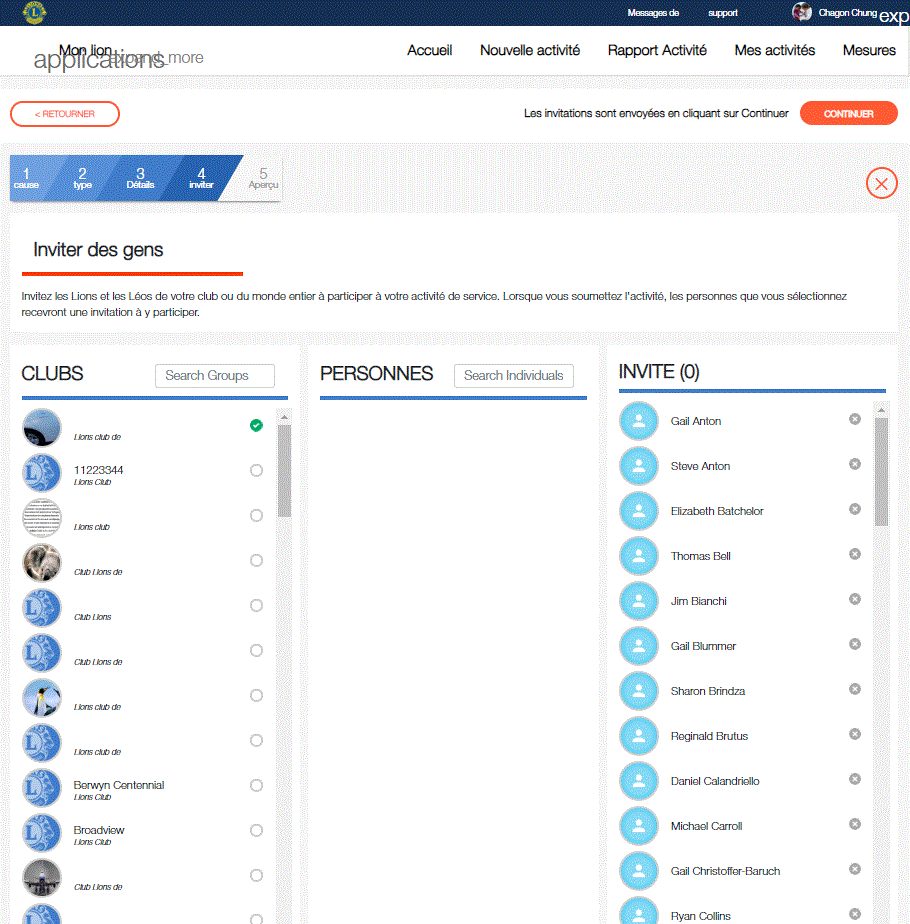 Messages de
support
Chagon Chung
exp
Mon lion
applications
expand_more
Accueil
Nouvelle activité
Rapport Activité
Mes activités
Mesures
< RETOURNER
Les invitations sont envoyées en cliquant sur Continuer
CONTINUER
1
cause
2
type
3
Détails
4
inviter
5
Aperçu
Inviter des gens
Invitez les Lions et les Léos de votre club ou du monde entier à participer à votre activité de service. Lorsque vous soumettez l'activité, les personnes que vous sélectionnez
recevront une invitation à y participer.
CLUBS
Search Groups
Lions club de
11223344
Lions Club
Lions club
Club Lions de
Club Lions
Club Lions de
Lions club de
Lions club de
Berwyn Centennial
Lions Club
Broadview
Lions Club
Club Lions de
PERSONNES
Search Individuals
INVITE (0)
Gail Anton
Steve Anton
Elizabeth Batchelor
Thomas Bell
Jim Bianchi
Gail Blummer
Sharon Brindza
Reginald Brutus
Daniel Calandriello
Michael Carroll
Gail Christoffer-Baruch
Ryan Collins